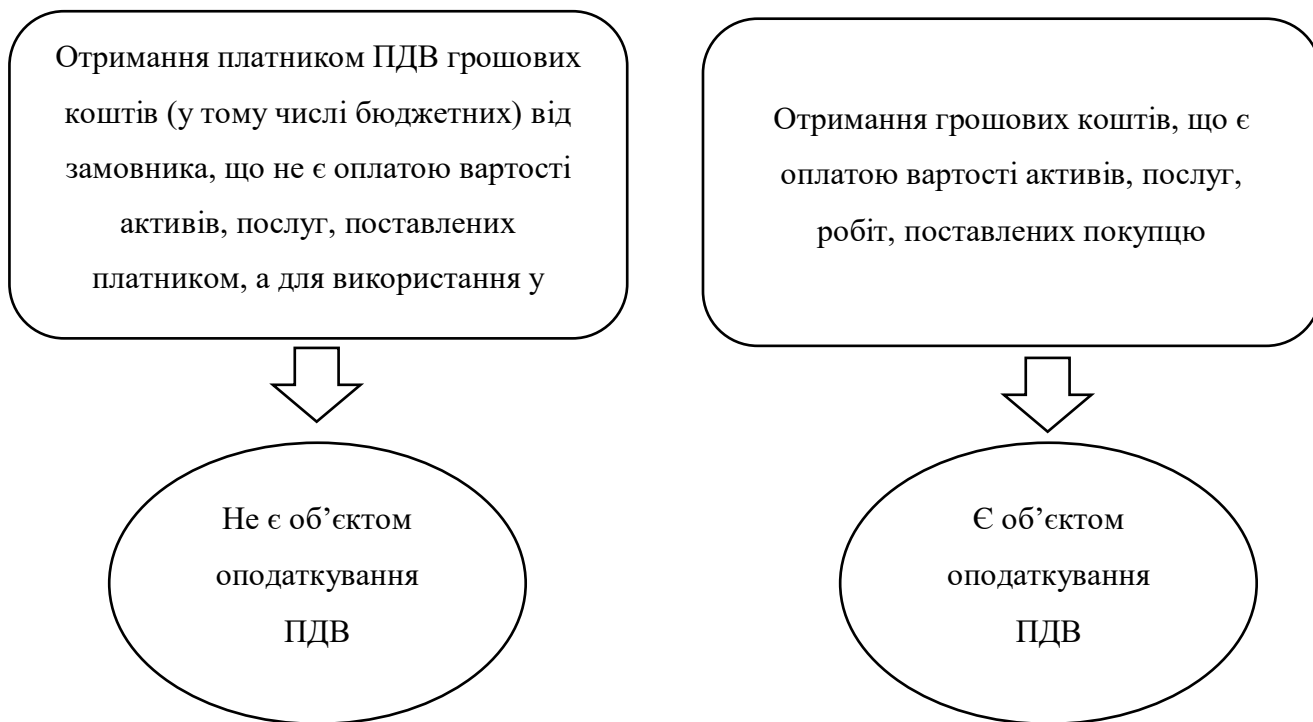 Отримання платником ПДВ грошових
коштів (у тому числі бюджетних) від
замовника, що не є оплатою вартості
активів, послуг, поставлених
платником, а для використання у
Отримання грошових коштів, що є
оплатою вартості активів, послуг,
робіт, поставлених покупцю
Не є об’єктом
оподаткування
ПДВ
Є об’єктом
оподаткування
ПДВ